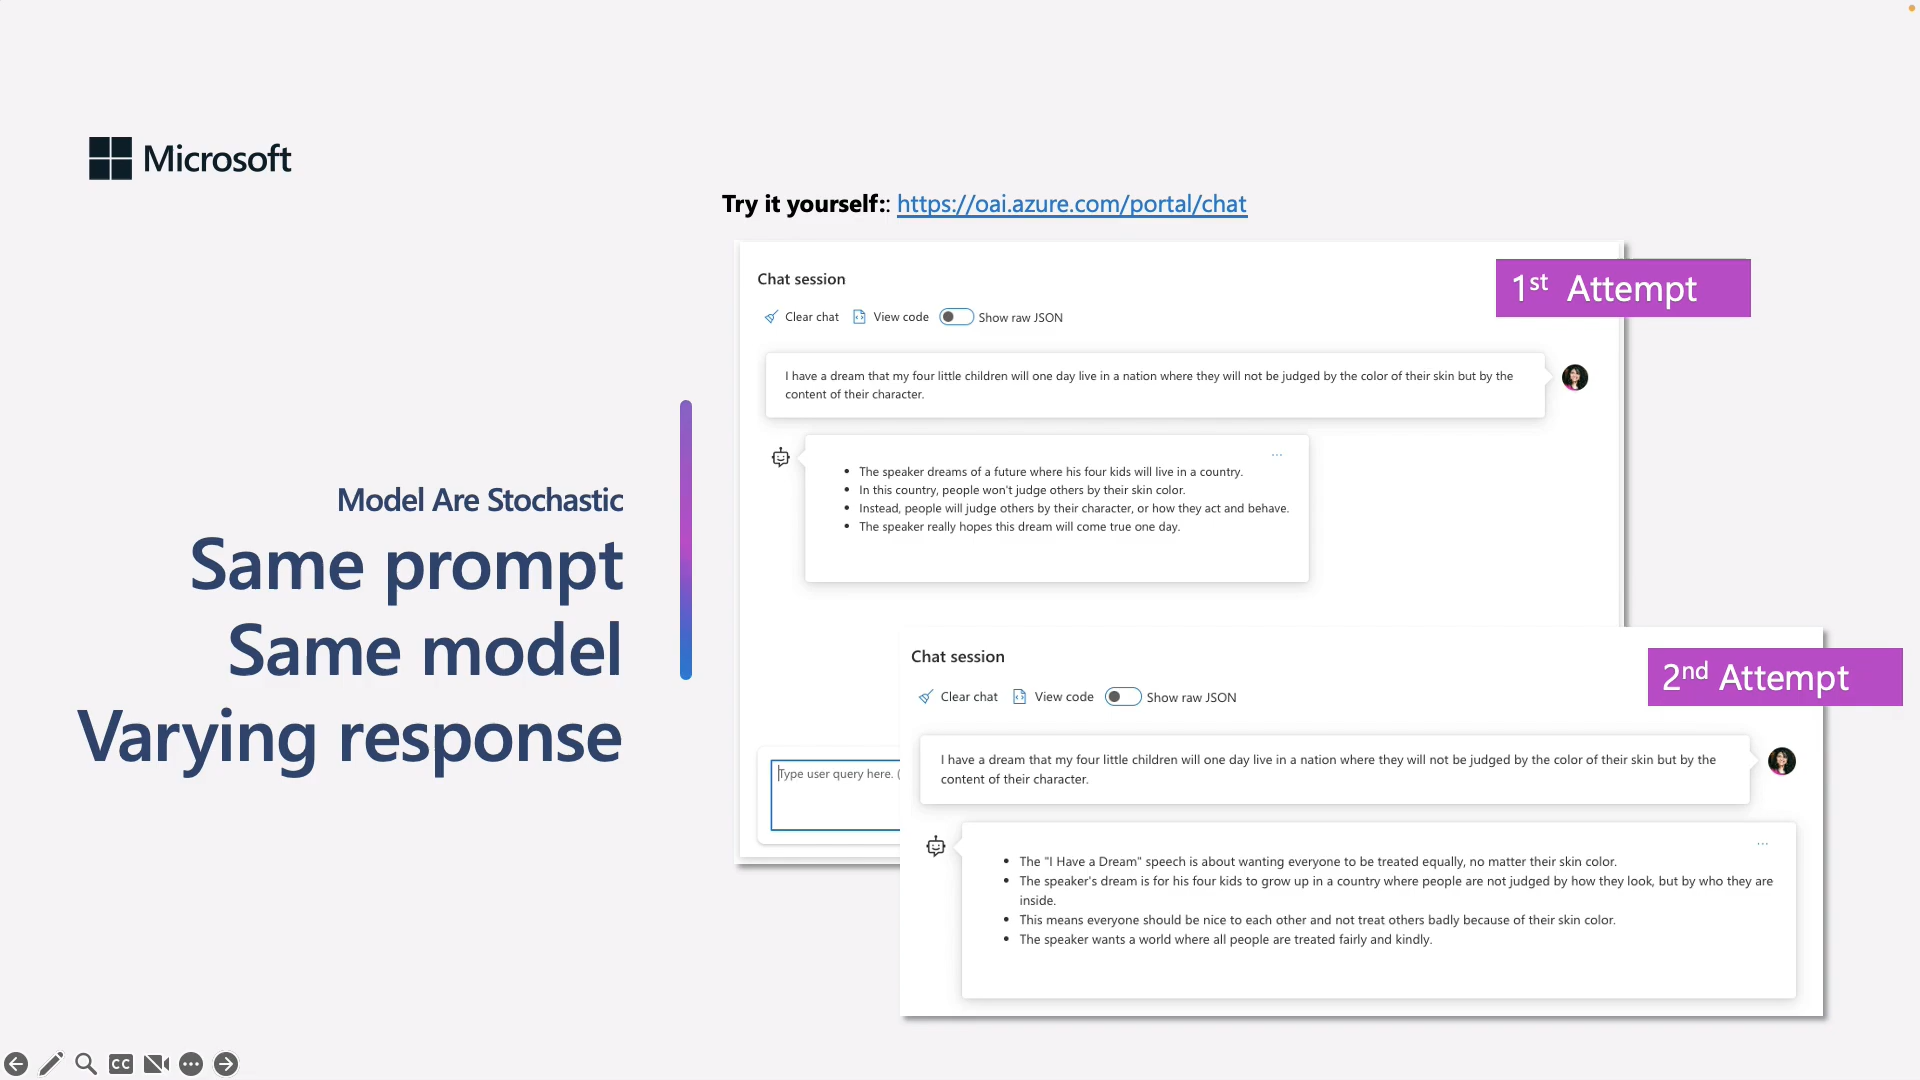 Microsoft
Model Are Stochastic
Same prompt
Same model
Varying response
Try it yourself:: https://oai.azure.com/portal/chat
1st Attempt
Chat session
Clear chat View code Show raw JSON
I have a dream that my four little children will one day live in a nation where they will not be judged by the color of their skin but by the
content of their character.
...
The speaker dreams of a future where his four kids will live in a country.
In this country, people won't judge others by their skin color.
Instead, people will judge others by their character, or how they act and behave.
The speaker really hopes this dream will come true one day.
Type user query here. (
2nd Attempt
Chat session
Clear chat View code Show raw JSON
I have a dream that my four little children will one day live in a nation where they will not be judged by the color of their skin but by the
content of their character.
...
The "I Have a Dream" speech is about wanting everyone to be treated equally, no matter their skin color.
The speaker's dream is for his four kids to grow up in a country where people are not judged by how they look, but by who they are
inside.
This means everyone should be nice to each other and not treat others badly because of their skin color.
The speaker wants a world where all people are treated fairly and kindly.
CC